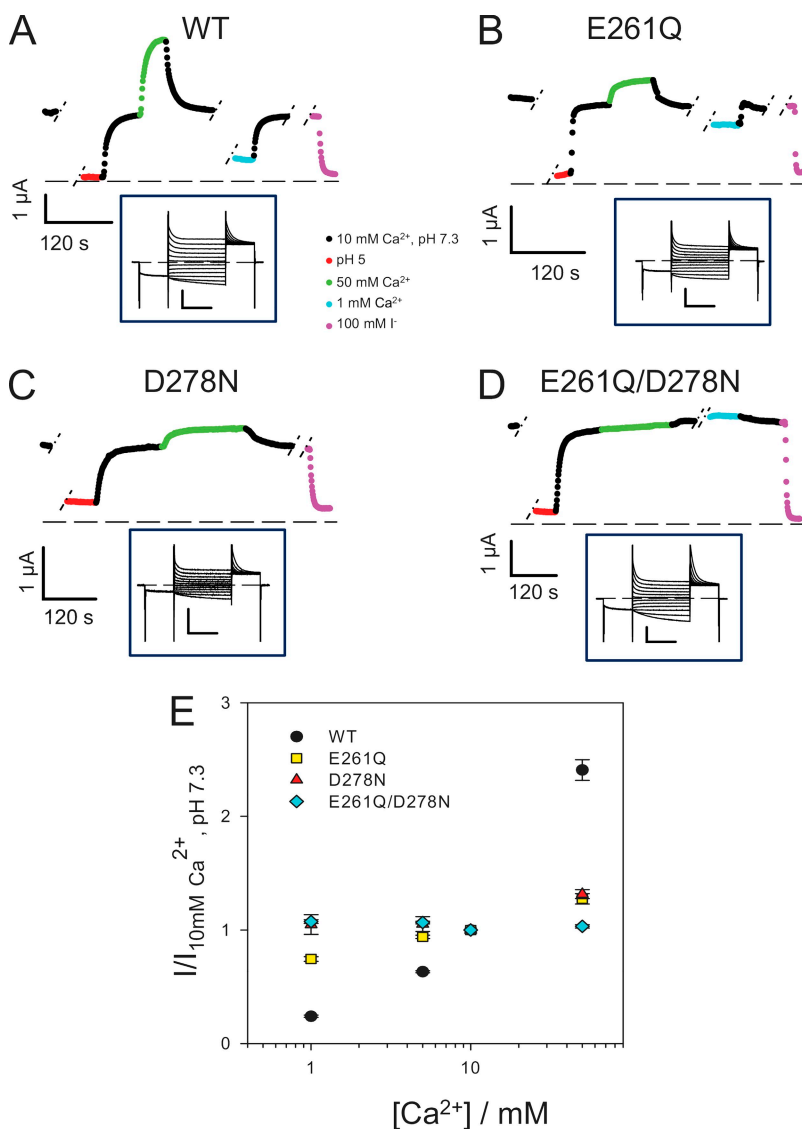 A WT
1 µA
120 s
10 mM Ca²⁺, pH 7.3
pH 5
50 mM Ca²⁺
1 mM Ca²⁺
100 mM I⁻
B E261Q
1 µA
120 s
C D278N
1 µA
120 s
D E261Q/D278N
1 µA
120 s
E
WT
E261Q
D278N
E261Q/D278N
I/I10mM Ca²⁺, pH 7.3
3
2
1
0
1 10
[Ca²⁺] / mM